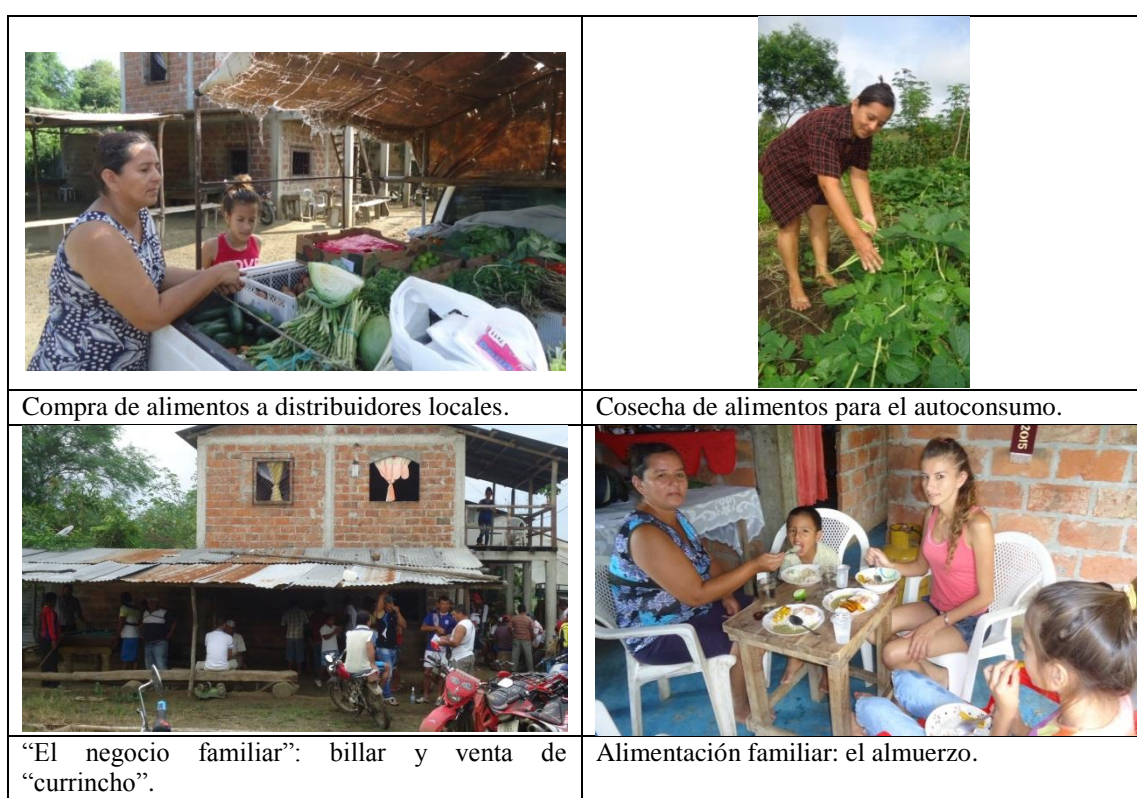 Compra de alimentos a distribuidores locales.
Cosecha de alimentos para el autoconsumo.
2015
“El negocio familiar”: billar y venta de
“currincho”.
Alimentación familiar: el almuerzo.